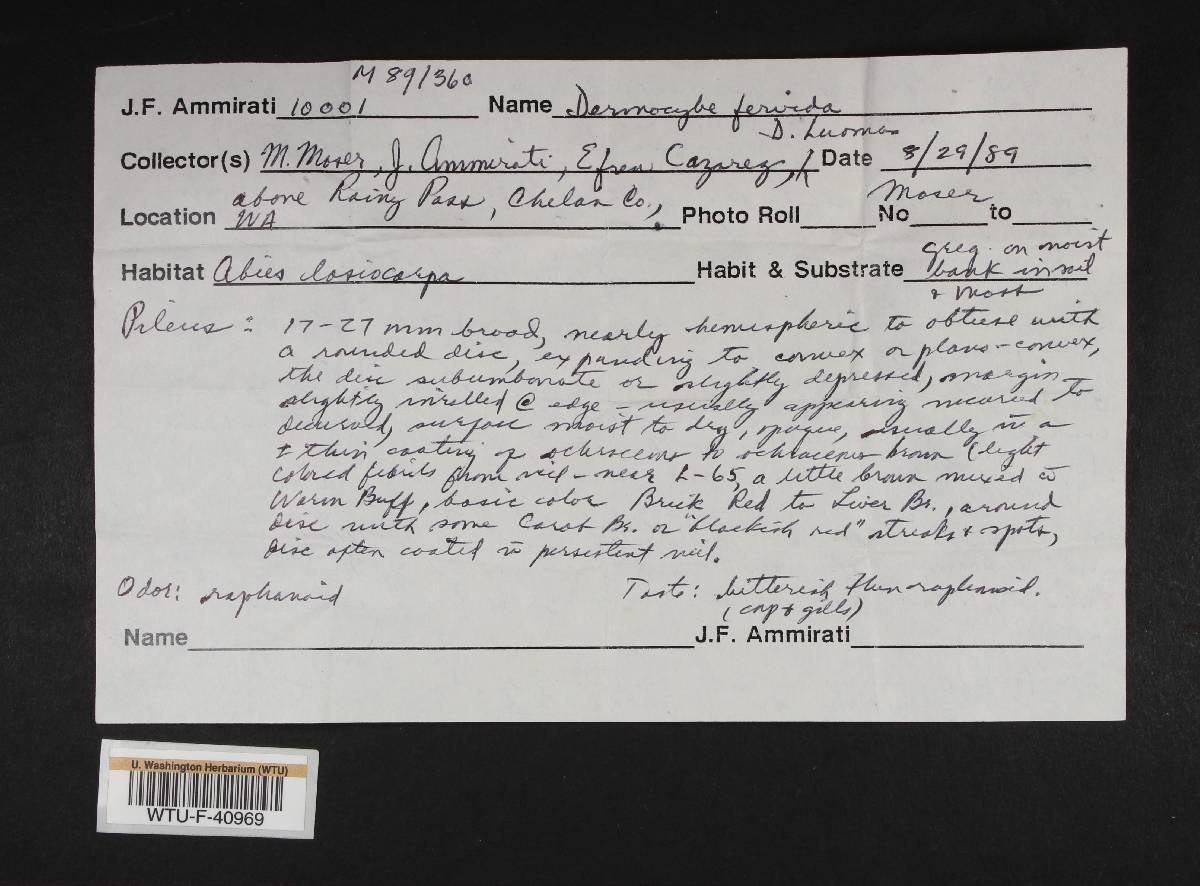 M 89/360
J.F. Ammirati 10001 Name Dermocybe fervida
D. Luoma
Collector(s) M. Moser, J. Ammirati, Efren Cazarez, Date 8/29/89
Location above Rainy Pass, Chelan Co., WA Photo Roll No Moser to
Habitat Abies lasiocarpa Habit & Substrate greg. on moist bank in soil & moss
Pileus: 17-27 mm broad, nearly hemispheric to obtuse with
a rounded disc, expanding to convex or plano-convex,
the disc subumbonate or slightly depressed, margin
slightly inrolled @ edge - usually appearing incurved to
decurved, surface moist to dry, opaque, usually w̄ a
± thin coating of ochraceous to ochraceous brown (light
colored fibrils from veil - near L-65, a little brown mixed w̄
Warm Buff, basic color Brick Red to Liver Br., around
disc with some Carob Br. or "blackish red" streaks & spots,
disc often coated w̄ persistent veil.
Odor: raphanoid Taste: bitterish then raphanoid.
(cap & gills)
Name J.F. Ammirati
U. Washington Herbarium (WTU)
WTU-F-40969